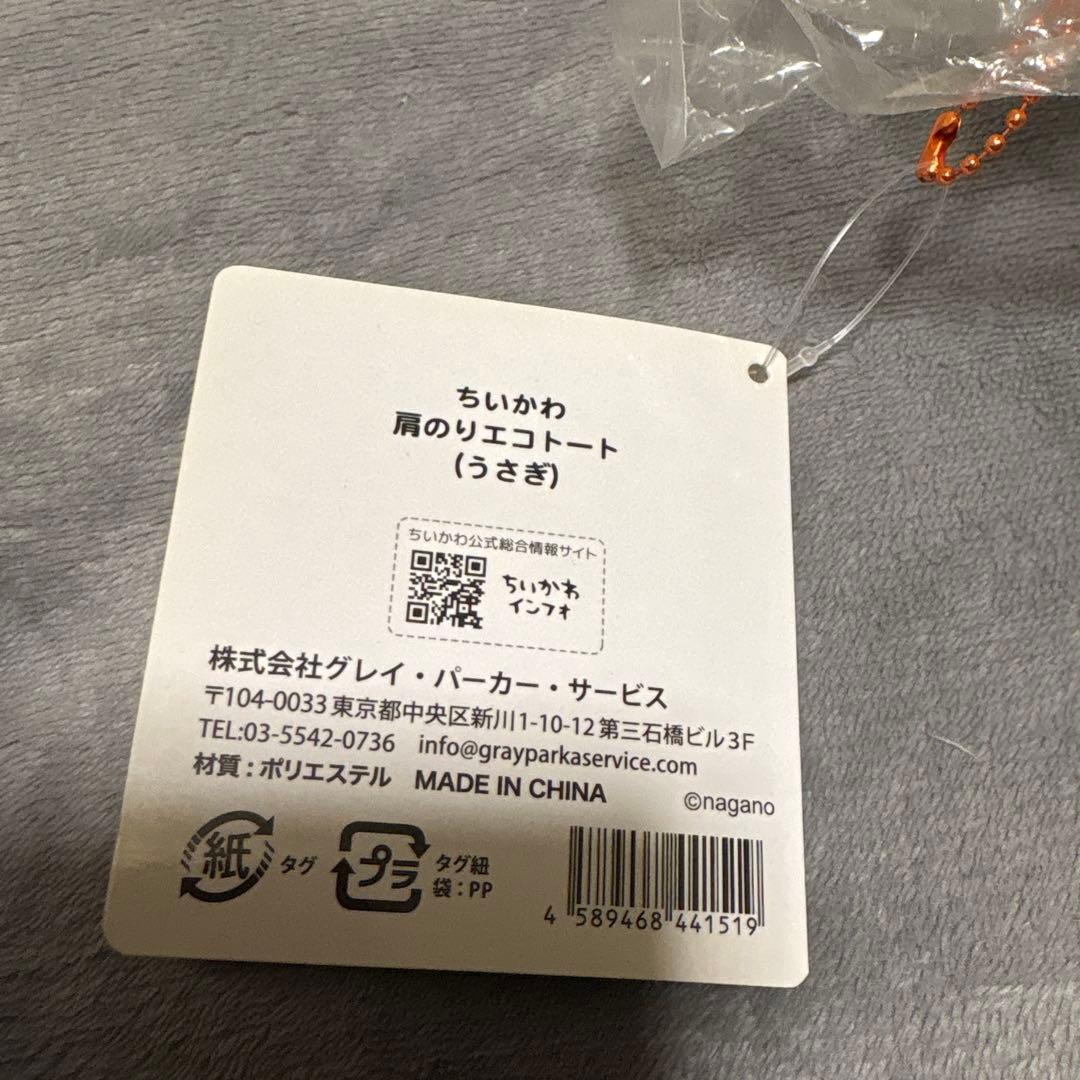 ちいかわ
肩のりエコトート
(うさぎ)
ちいかわ公式総合情報サイト
ちいかわ
インフォ
株式会社グレイ・パーカー・サービス
〒104-0033 東京都中央区新川1-10-12 第三石橋ビル3F
TEL:03-5542-0736 info@grayparkaservice.com
材質：ポリエステル MADE IN CHINA
©nagano
紙 タグ
プラ タグ紐
袋：PP
4 589468 441519